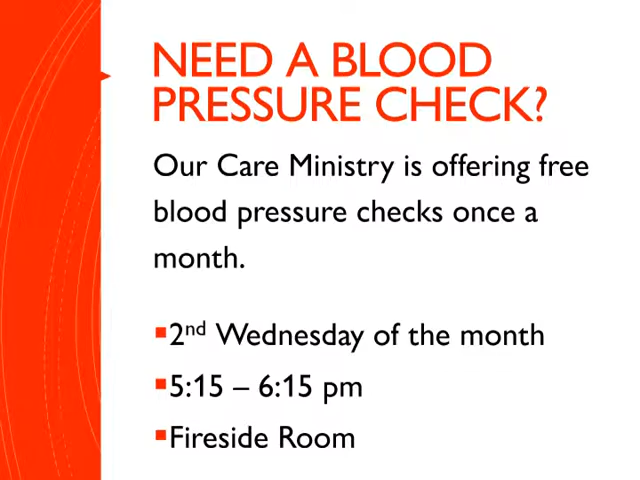 NEED A BLOOD
PRESSURE CHECK?
Our Care Ministry is offering free
blood pressure checks once a
month.
▪2nd Wednesday of the month
▪5:15 – 6:15 pm
▪Fireside Room